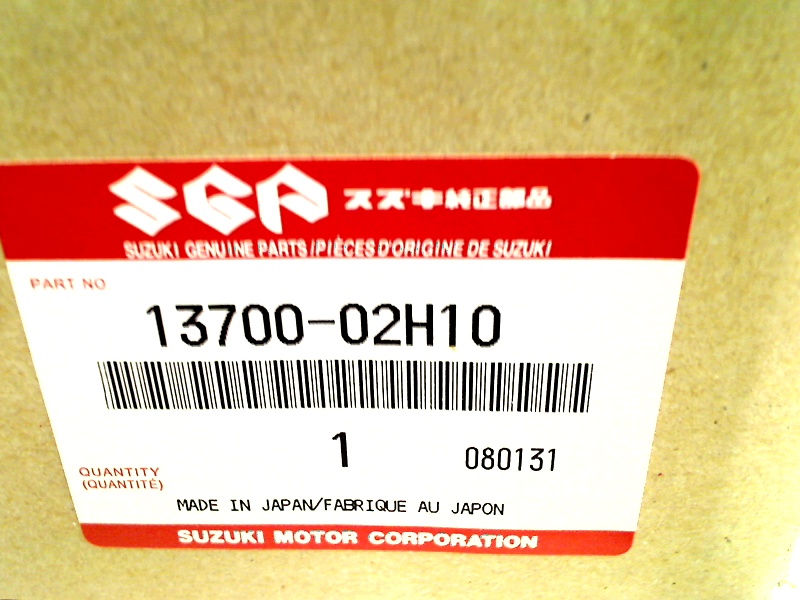 SGP スズキ純正部品
SUZUKI GENUINE PARTS/PIÈCES D'ORIGINE DE SUZUKI
PART NO
13700-02H10
1
080131
QUANTITY
(QUANTITÉ)
MADE IN JAPAN/FABRIQUE AU JAPON
SUZUKI MOTOR CORPORATION